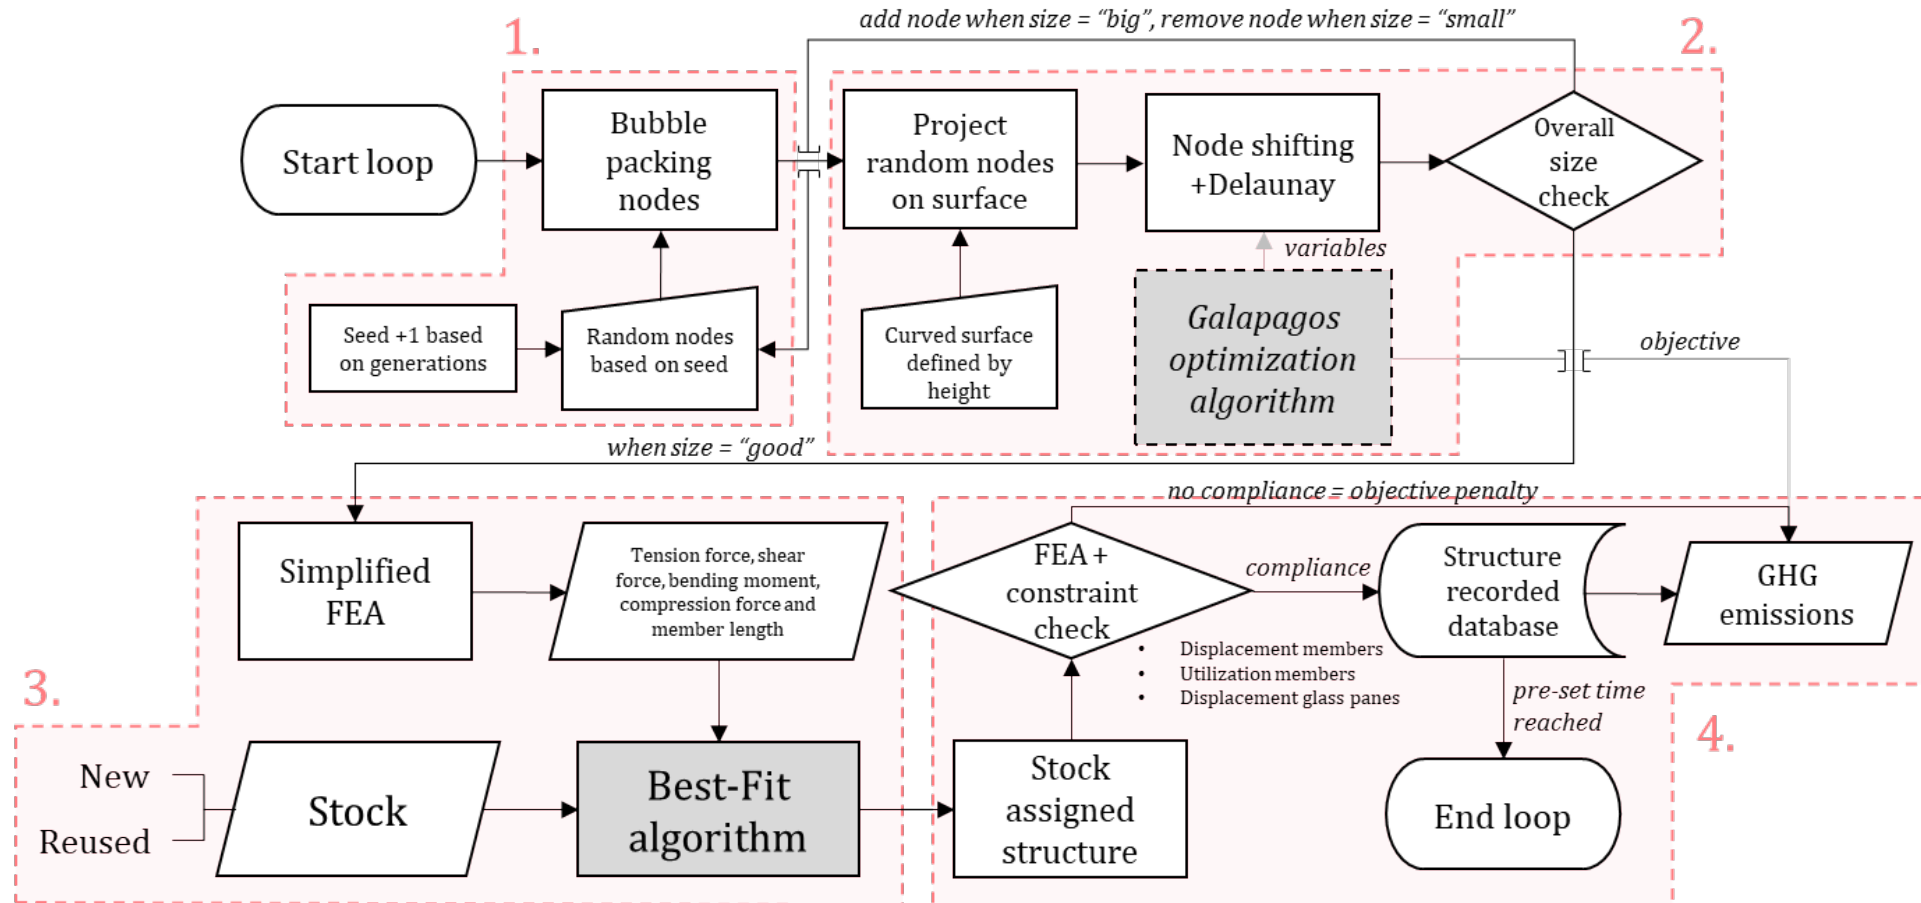 add node when size = “big”, remove node when size = “small”
1.
2.
Start loop
Bubble
packing
nodes
Project
random nodes
on surface
Node shifting
+Delaunay
Overall
size
check
variables
Seed +1 based
on generations
Random nodes
based on seed
Curved surface
defined by
height
Galapagos
optimization
algorithm
objective
when size = “good”
no compliance = objective penalty
Simplified
FEA
Tension force, shear
force, bending moment,
compression force and
member length
FEA +
constraint
check
compliance
Structure
recorded
database
GHG
emissions
• Displacement members
• Utilization members
• Displacement glass panes
3.
pre-set time
reached
4.
New
Reused
Stock
Best-Fit
algorithm
Stock
assigned
structure
End loop